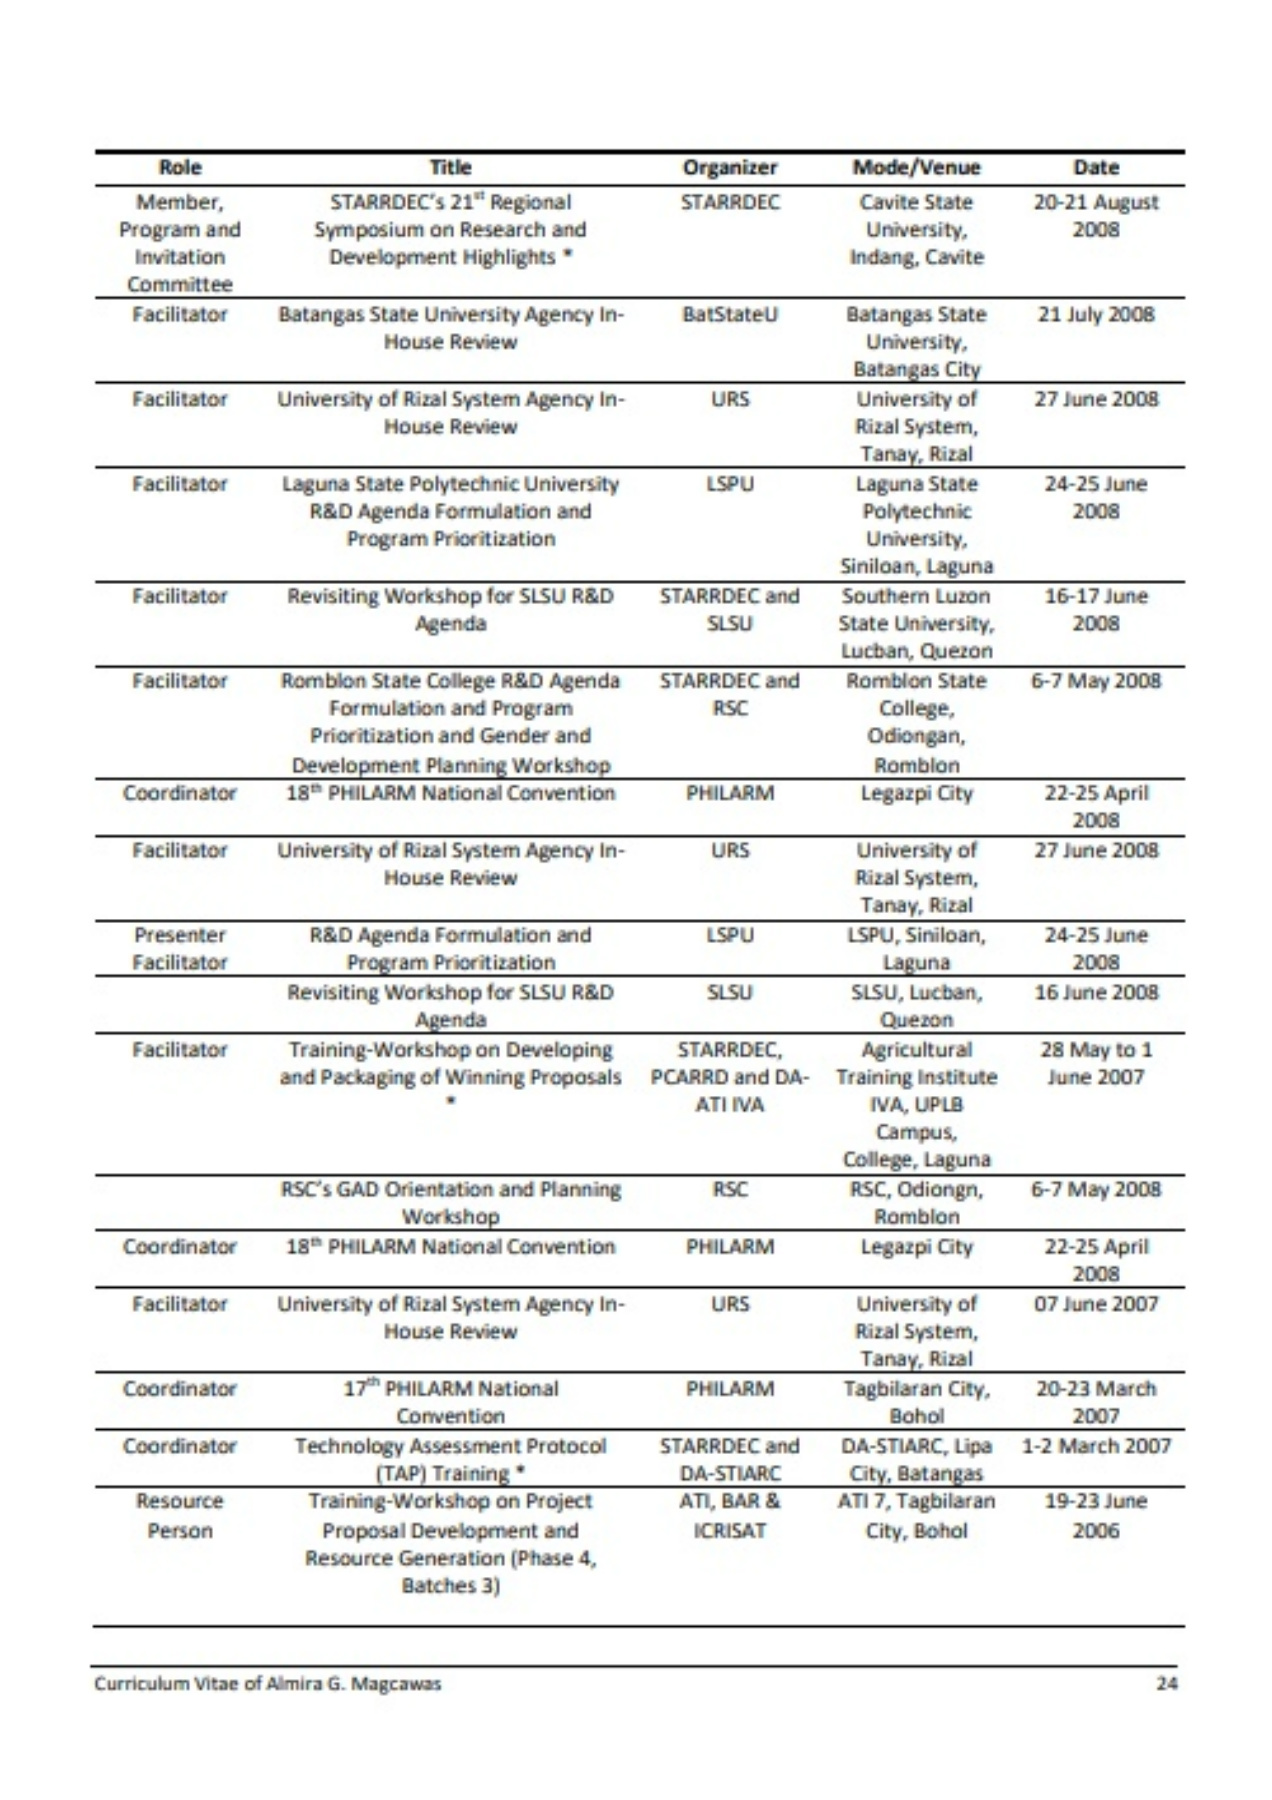 Role Title Organizer Mode/Venue Date
Member, STARRDEC's 21st Regional STARRDEC Cavite State 20-21 August
Program and Symposium on Research and University, 2008
Invitation Development Highlights * Indang, Cavite
Committee
Facilitator Batangas State University Agency In- BatStateU Batangas State 21 July 2008
House Review University,
Batangas City
Facilitator University of Rizal System Agency In- URS University of 27 June 2008
House Review Rizal System,
Tanay, Rizal
Facilitator Laguna State Polytechnic University LSPU Laguna State 24-25 June
R&D Agenda Formulation and Polytechnic 2008
Program Prioritization University,
Siniloan, Laguna
Facilitator Revisiting Workshop for SLSU R&D STARRDEC and Southern Luzon 16-17 June
Agenda SLSU State University, 2008
Lucban, Quezon
Facilitator Romblon State College R&D Agenda STARRDEC and Romblon State 6-7 May 2008
Formulation and Program RSC College,
Prioritization and Gender and Odiongan,
Development Planning Workshop Romblon
Coordinator 18th PHILARM National Convention PHILARM Legazpi City 22-25 April
2008
Facilitator University of Rizal System Agency In- URS University of 27 June 2008
House Review Rizal System,
Tanay, Rizal
Presenter R&D Agenda Formulation and LSPU LSPU, Siniloan, 24-25 June
Facilitator Program Prioritization Laguna 2008
Revisiting Workshop for SLSU R&D SLSU SLSU, Lucban, 16 June 2008
Agenda Quezon
Facilitator Training-Workshop on Developing STARRDEC, Agricultural 28 May to 1
and Packaging of Winning Proposals PCARRD and DA- Training Institute June 2007
* ATI IVA IVA, UPLB
Campus,
College, Laguna
RSC's GAD Orientation and Planning RSC RSC, Odiongn, 6-7 May 2008
Workshop Romblon
Coordinator 18th PHILARM National Convention PHILARM Legazpi City 22-25 April
2008
Facilitator University of Rizal System Agency In- URS University of 07 June 2007
House Review Rizal System,
Tanay, Rizal
Coordinator 17th PHILARM National PHILARM Tagbilaran City, 20-23 March
Convention Bohol 2007
Coordinator Technology Assessment Protocol STARRDEC and DA-STIARC, Lipa 1-2 March 2007
(TAP) Training * DA-STIARC City, Batangas
Resource Training-Workshop on Project ATI, BAR & ATI 7, Tagbilaran 19-23 June
Person Proposal Development and ICRISAT City, Bohol 2006
Resource Generation (Phase 4,
Batches 3)
Curriculum Vitae of Almira G. Magcawas 24